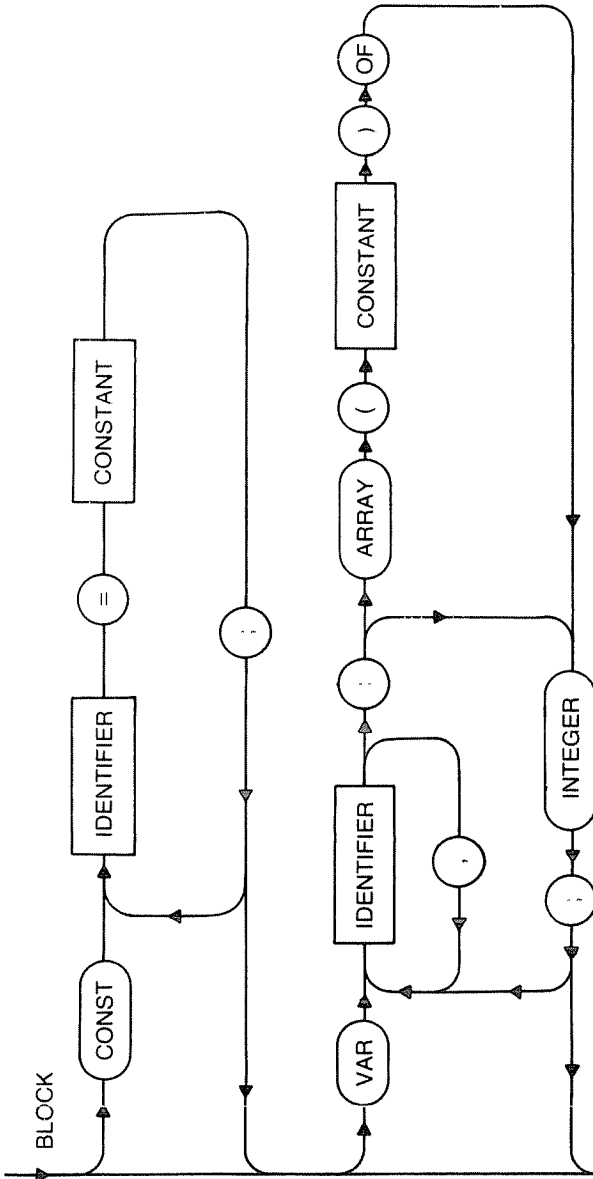 BLOCK
CONST
IDENTIFIER
=
CONSTANT
;
VAR
IDENTIFIER
,
:
ARRAY
(
CONSTANT
)
OF
INTEGER
;